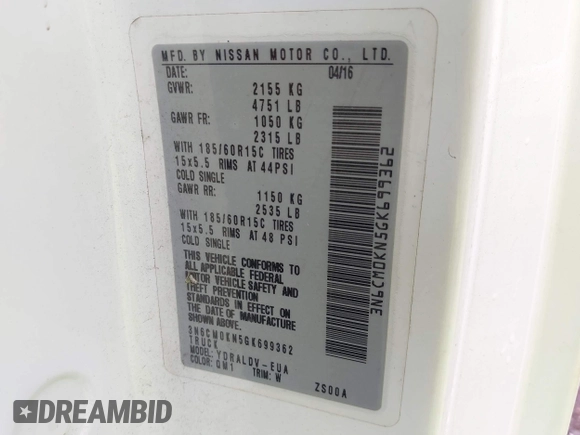 MFD. BY NISSAN MOTOR CO., LTD.
DATE: 04/16
GVWR: 2155 KG
4751 LB
GAWR FR: 1050 KG
2315 LB
WITH 185/60R15C TIRES
15x5.5 RIMS AT 44PSI
COLD SINGLE
GAWR RR: 1150 KG
2535 LB
WITH 185/60R15C TIRES
15x5.5 RIMS AT 48 PSI
COLD SINGLE
THIS VEHICLE CONFORMS TO
ALL APPLICABLE FEDERAL
MOTOR VEHICLE SAFETY AND
THEFT PREVENTION
STANDARDS IN EFFECT ON
THE DATE OF MANUFACTURE
SHOWN ABOVE.
3N6CM0KN5GK699362
TRUCK
MODEL: YDRALDV-EUA
COLOR: QM1 TRIM: W ZS00A
3N6CM0KN5GK699362
DREAMBID
DREAMBID